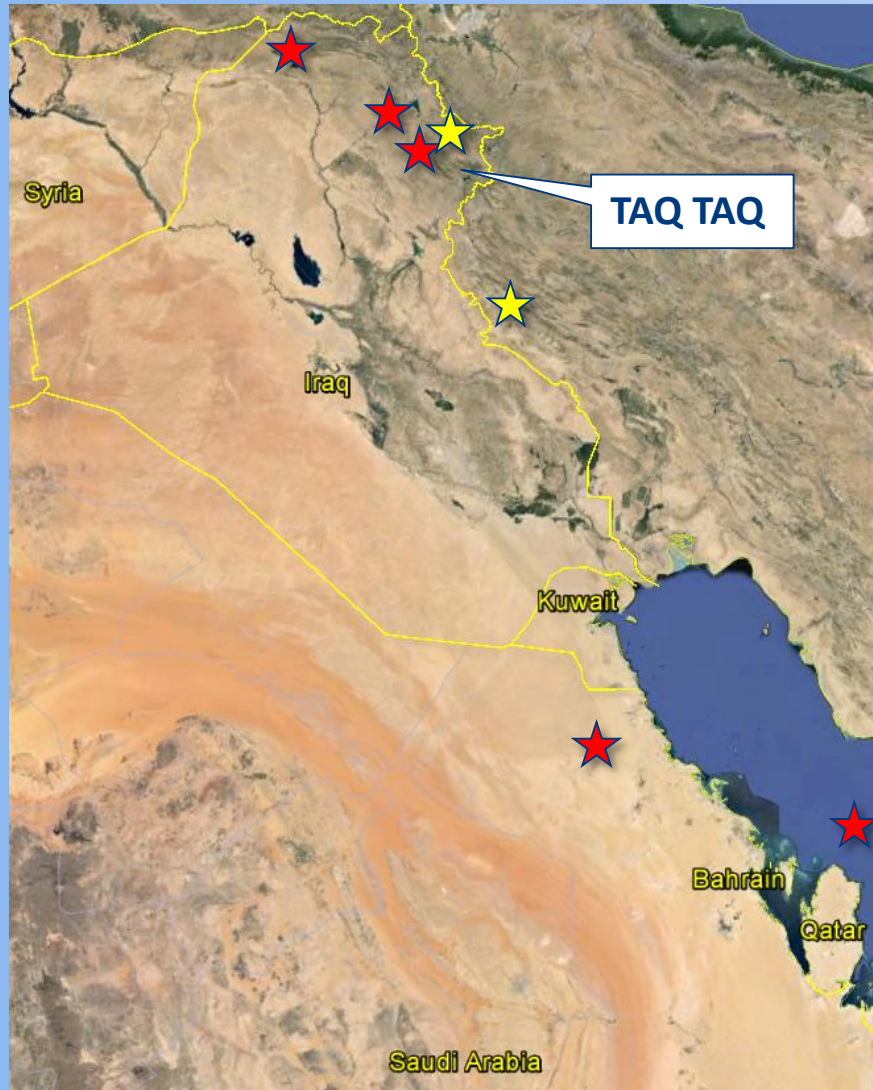 Syria
TAQ TAQ
Iraq
Kuwait
Bahrain
Qatar
Saudi Arabia